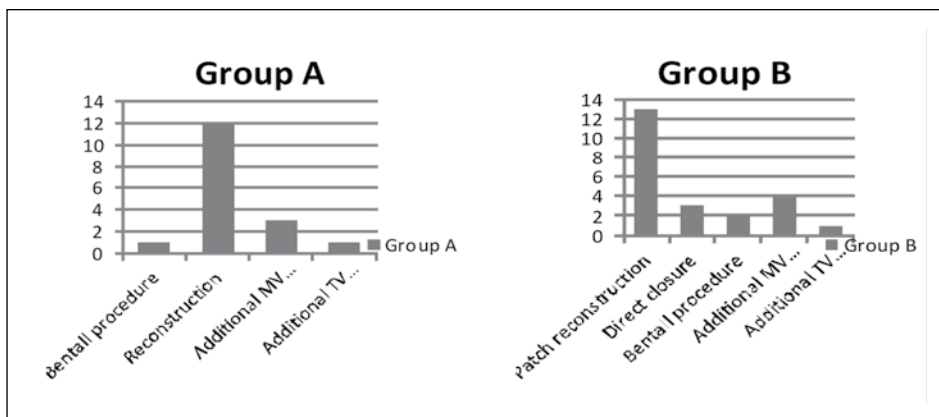 Group A
14
12
10
8
6
4
2
0
Bentall procedure
Reconstruction
Additional MV...
Additional TV...
Group A
Group B
14
12
10
8
6
4
2
0
Patch reconstruction
Direct closure
Bentall procedure
Additional MV...
Additional TV...
Group B